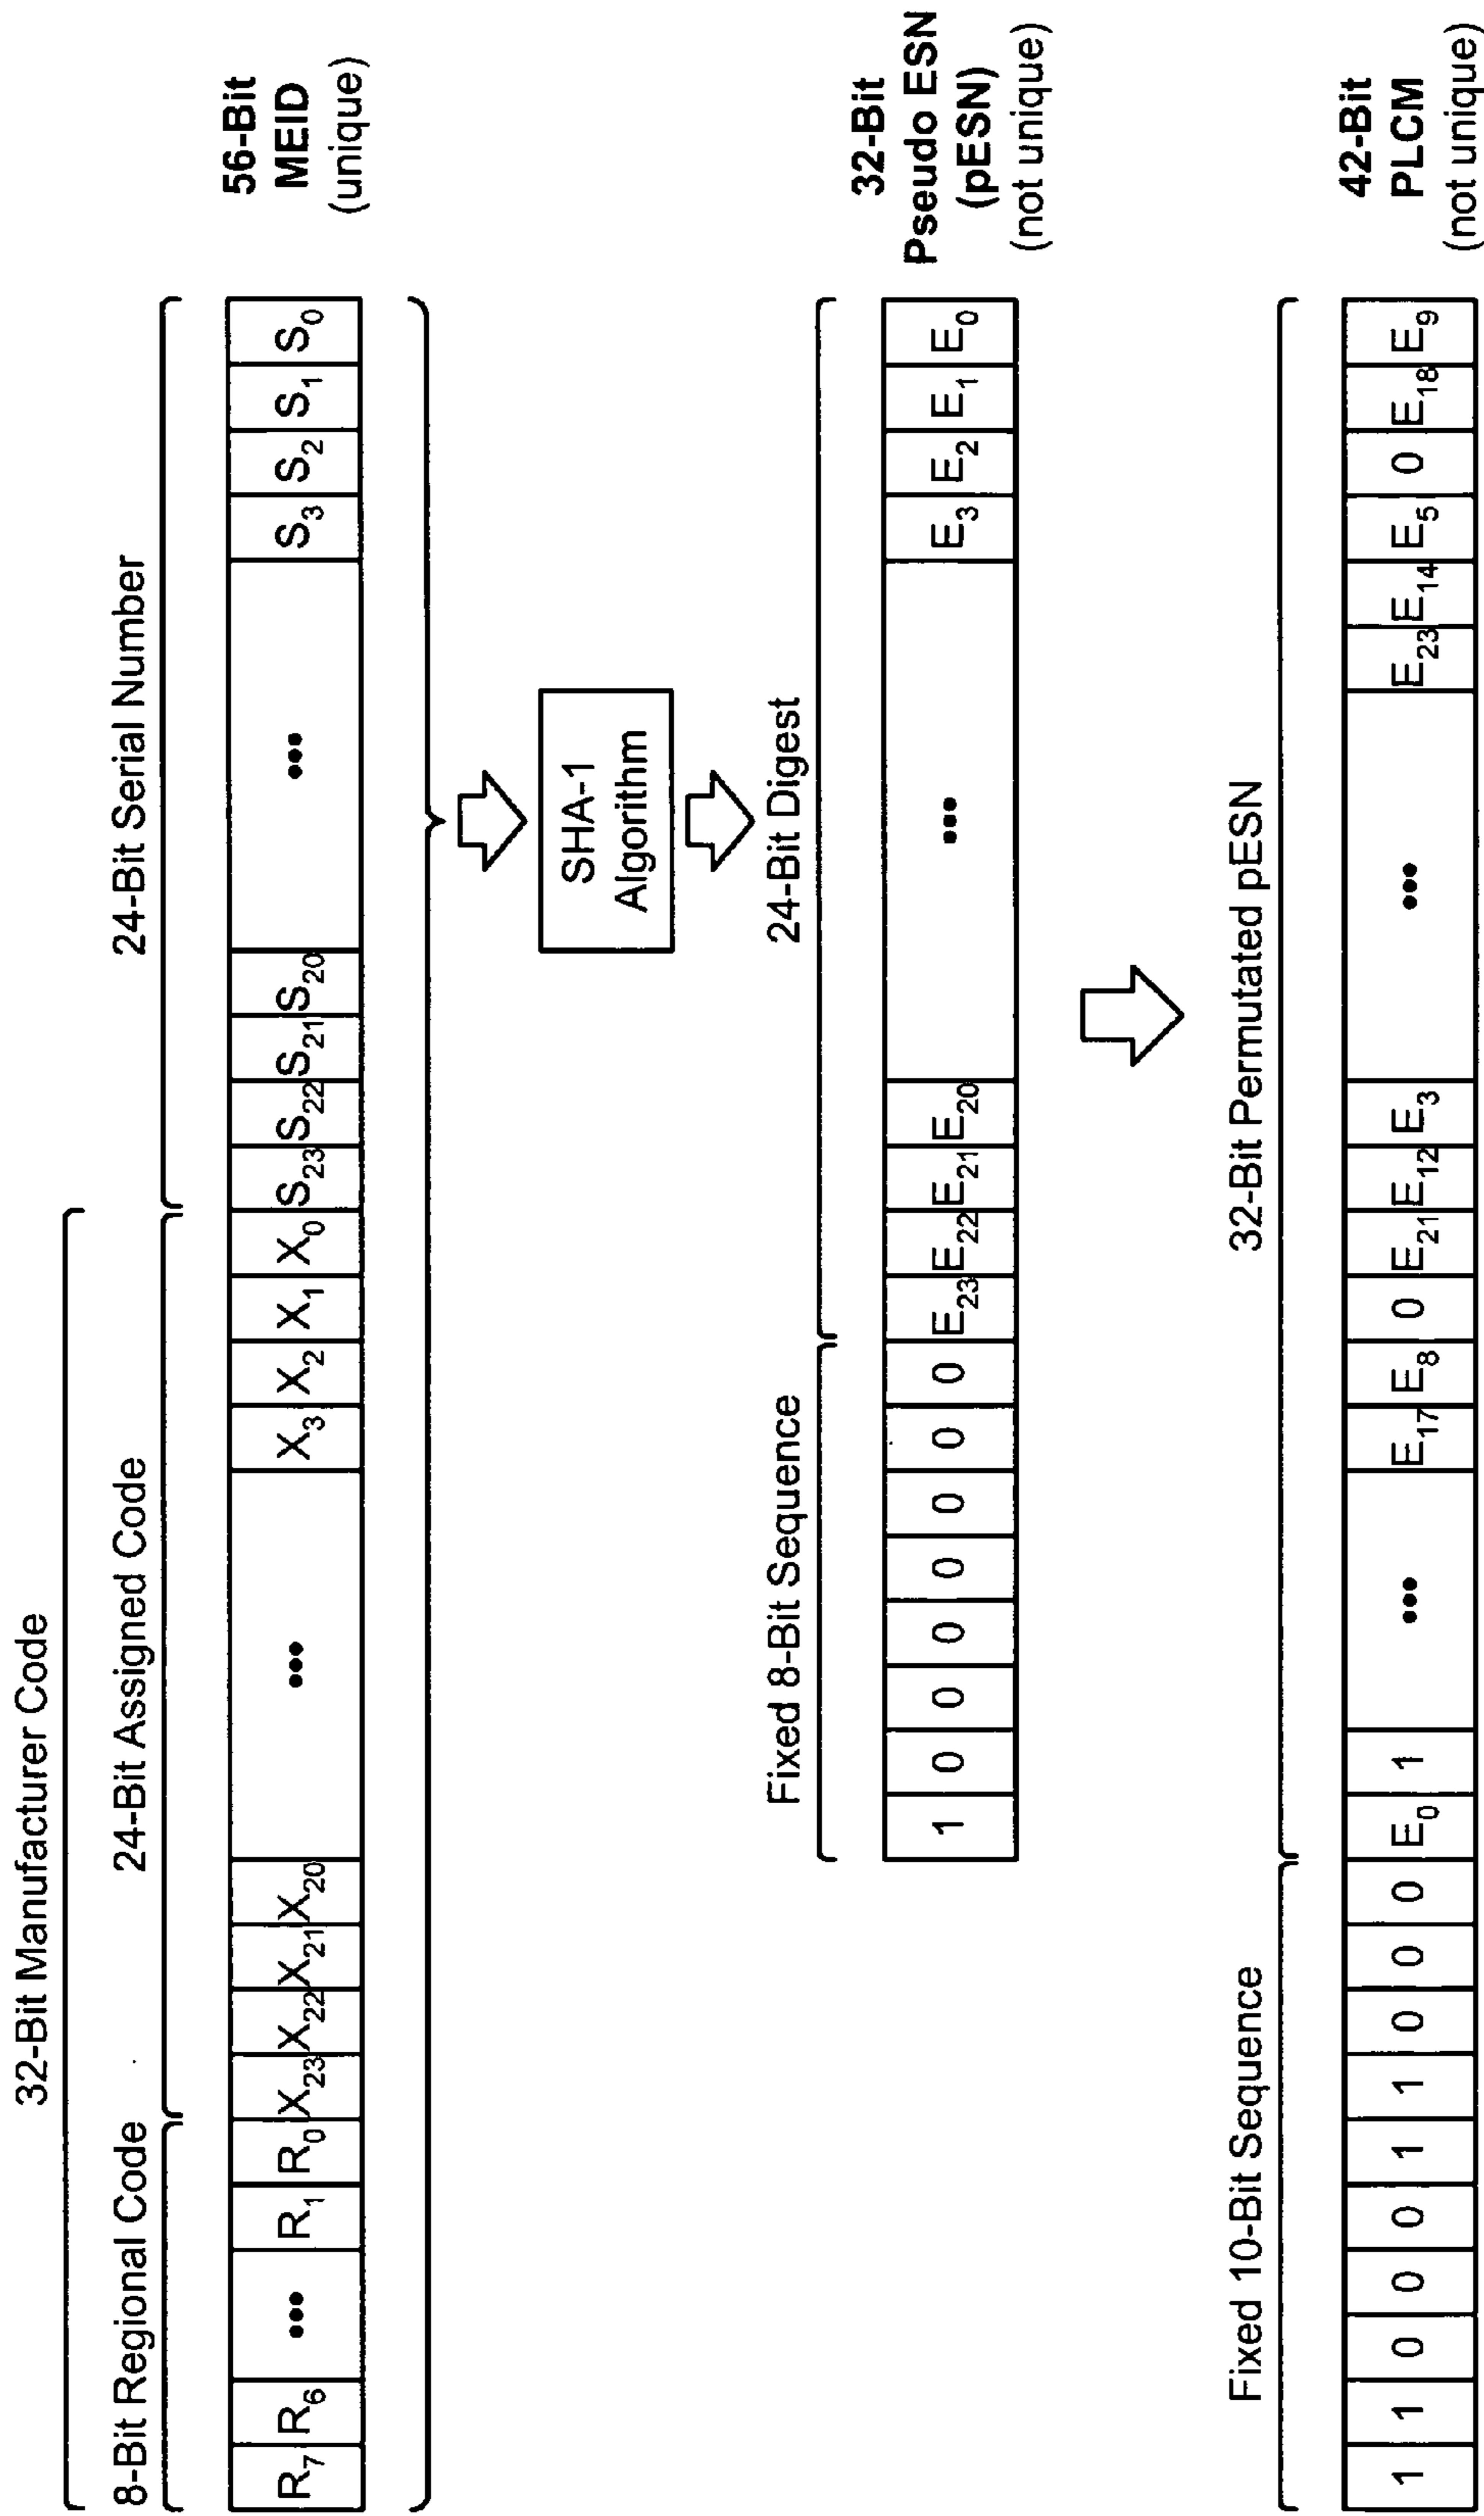 32-Bit Manufacturer Code
8-Bit Regional Code 24-Bit Assigned Code 24-Bit Serial Number
R7 R6 ••• R1 R0 X23 X22 X21 X20 ••• X3 X2 X1 X0 S23 S22 S21 S20 ••• S3 S2 S1 S0
56-Bit
MEID
(unique)
SHA-1
Algorithm
Fixed 8-Bit Sequence 24-Bit Digest
1 0 0 0 0 0 0 0 E23 E22 E21 E20 ••• E3 E2 E1 E0
32-Bit
Pseudo ESN
(pESN)
(not unique)
Fixed 10-Bit Sequence 32-Bit Permutated pESN
1 1 0 0 0 1 1 0 0 0 E0 1 ••• E17 E8 0 E21 E12 E3 ••• E23 E14 E5 0 E18 E9
42-Bit
PLCM
(not unique)